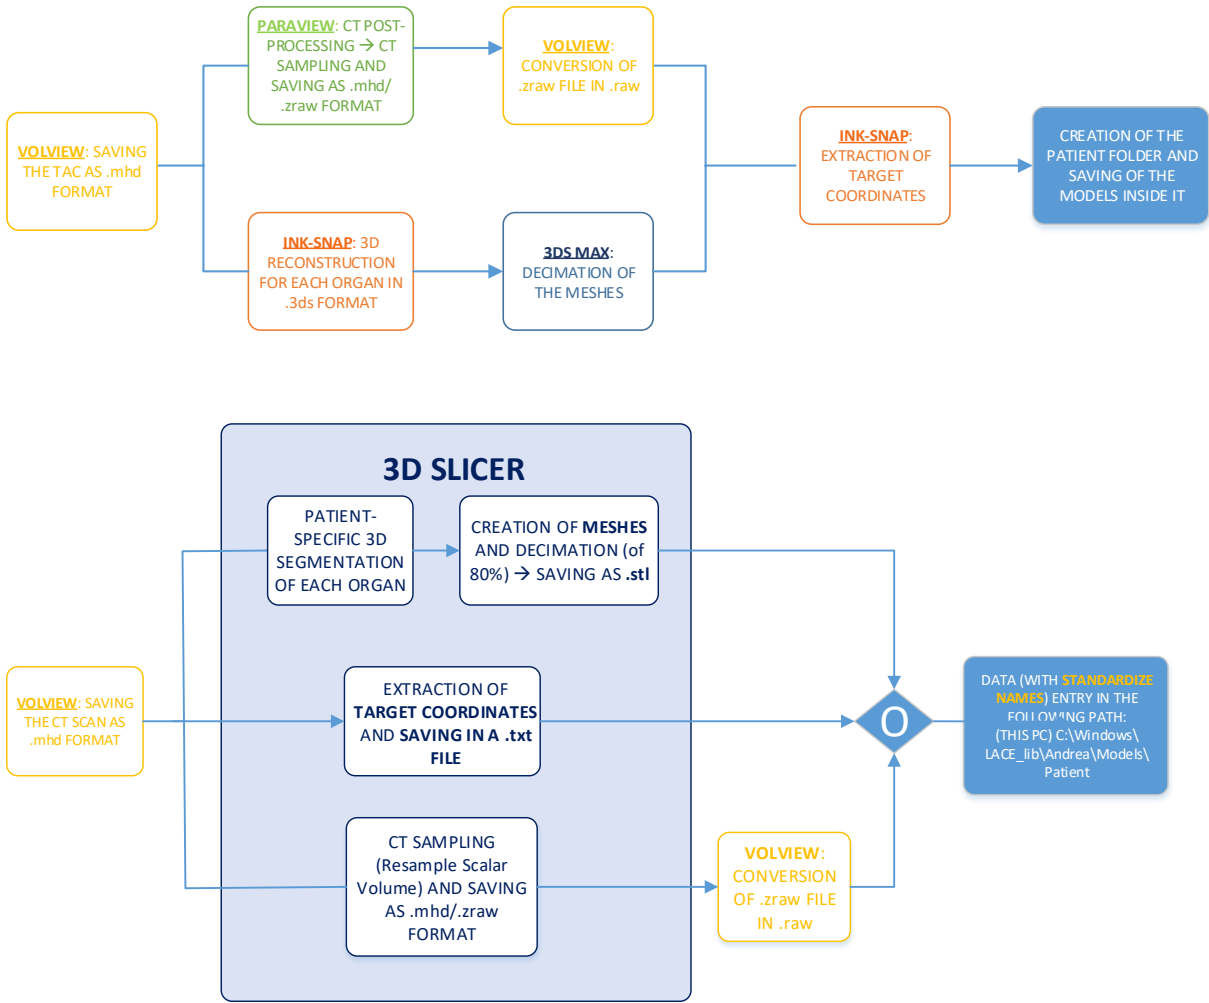 PARAVIEW: CT POST-
PROCESSING → CT
SAMPLING AND
SAVING AS .mhd/
.zraw FORMAT
VOLVIEW:
CONVERSION OF
.zraw FILE IN .raw
VOLVIEW: SAVING
THE TAC AS .mhd
FORMAT
INK-SNAP: 3D
RECONSTRUCTION
FOR EACH ORGAN IN
.3ds FORMAT
3DS MAX:
DECIMATION OF
THE MESHES
INK-SNAP:
EXTRACTION OF
TARGET
COORDINATES
CREATION OF THE
PATIENT FOLDER AND
SAVING OF THE
MODELS INSIDE IT
3D SLICER
PATIENT-
SPECIFIC 3D
SEGMENTATION
OF EACH ORGAN
CREATION OF MESHES
AND DECIMATION (of
80%) → SAVING AS .stl
VOLVIEW: SAVING
THE CT SCAN AS
.mhd FORMAT
EXTRACTION OF
TARGET COORDINATES
AND SAVING IN A .txt
FILE
CT SAMPLING
(Resample Scalar
Volume) AND SAVING
AS .mhd/.zraw
FORMAT
VOLVIEW:
CONVERSION
OF .zraw FILE
IN .raw
O
DATA (WITH STANDARDIZE
NAMES) ENTRY IN THE
FOLLOWING PATH:
(THIS PC) C:\Windows\
LACE_lib\Andrea\Models\
Patient